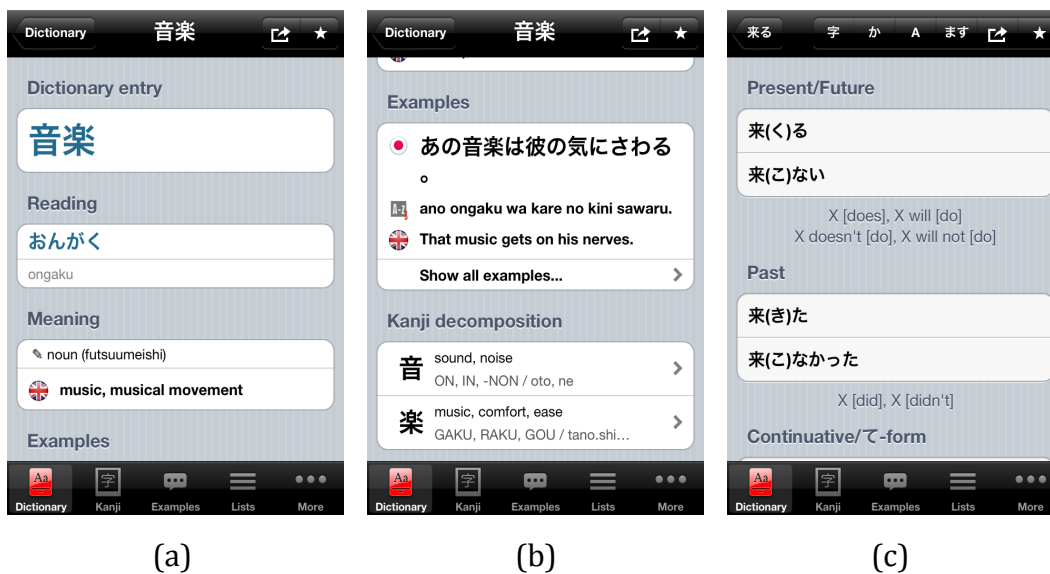 Dictionary
音楽
Dictionary entry
音楽
Reading
おんがく
ongaku
Meaning
noun (futsuumeishi)
music, musical movement
Examples
Aa
字
Dictionary
Kanji
Examples
Lists
More
(a)
Dictionary
音楽
Examples
あの音楽は彼の気にさわる
。
A-Z
ano ongaku wa kare no kini sawaru.
That music gets on his nerves.
Show all examples...
Kanji decomposition
音
sound, noise
ON, IN, -NON / oto, ne
楽
music, comfort, ease
GAKU, RAKU, GOU / tano.shi...
Aa
字
Dictionary
Kanji
Examples
Lists
More
(b)
来る
字 か A ます
Present/Future
来(く)る
来(こ)ない
X [does], X will [do]
X doesn't [do], X will not [do]
Past
来(き)た
来(こ)なかった
X [did], X [didn't]
Continuative/て-form
Aa
字
Dictionary
Kanji
Examples
Lists
More
(c)